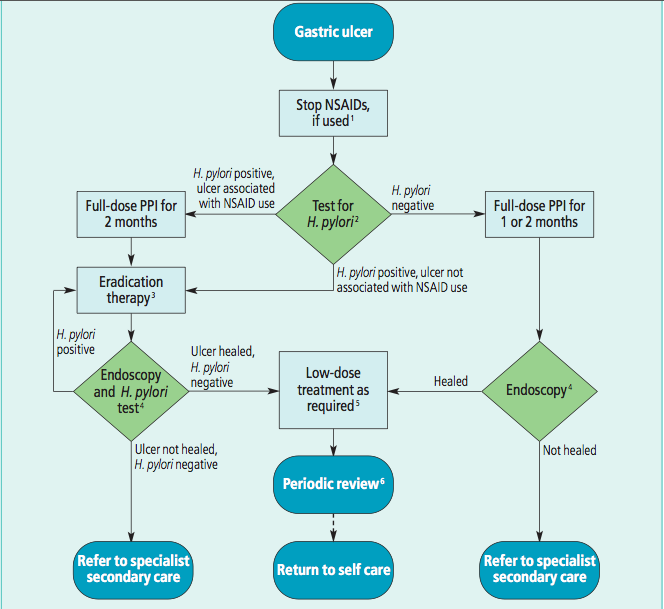 Gastric ulcer
Stop NSAIDs,
if used¹
H. pylori positive,
ulcer associated
with NSAID use
Test for
H. pylori²
H. pylori
negative
Full-dose PPI for
2 months
Full-dose PPI for
1 or 2 months
H. pylori positive, ulcer not
associated with NSAID use
Eradication
therapy³
H. pylori
positive
Endoscopy
and H. pylori
test⁴
Ulcer healed,
H. pylori
negative
Low-dose
treatment as
required⁵
Healed
Endoscopy⁴
Ulcer not healed,
H. pylori negative
Not healed
Periodic review⁶
Refer to specialist
secondary care
Return to self care
Refer to specialist
secondary care